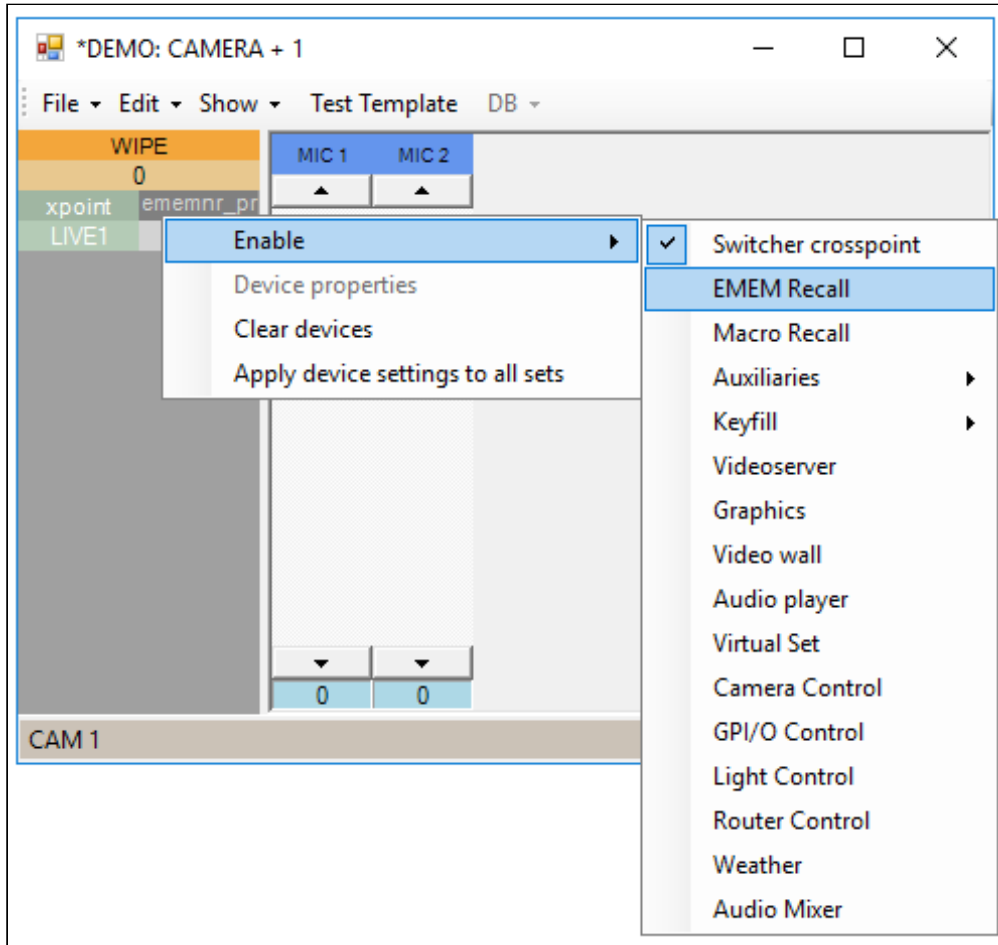 *DEMO: CAMERA + 1
File Edit Show Test Template DB
WIPE
0
MIC 1 MIC 2
xpoint ememnr_pr
LIVE1
Enable
Device properties
Clear devices
Apply device settings to all sets
Switcher crosspoint
EMEM Recall
Macro Recall
Auxiliaries
Keyfill
Videoserver
Graphics
Video wall
Audio player
Virtual Set
Camera Control
GPI/O Control
Light Control
Router Control
Weather
Audio Mixer
0 0
CAM 1